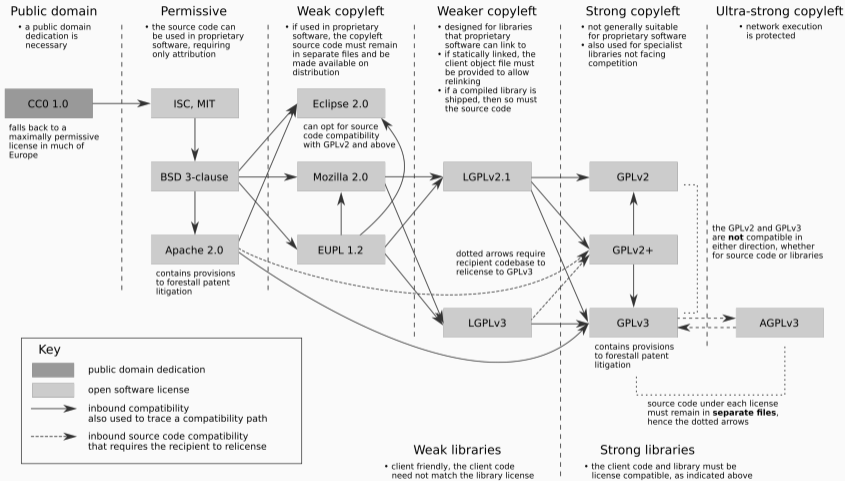 Public domain
• a public domain
dedication is
necessary
Permissive
• the source code can
be used in proprietary
software, requiring
only attribution
Weak copyleft
• if used in proprietary
software, the copyleft
source code must remain
in separate files and be
made available on
distribution
Weaker copyleft
• designed for libraries
that proprietary
software can link to
• if statically linked, the
client object file must
be provided to allow
relinking
• if a compiled library is
shipped, then so must
the source code
Strong copyleft
• not generally suitable
for proprietary software
• also used for specialist
libraries not facing
competition
Ultra-strong copyleft
• network execution
is protected
CC0 1.0
falls back to a
maximally permissive
license in much of
Europe
ISC, MIT
Eclipse 2.0
can opt for source
code compatibility
with GPLv2 and above
BSD 3-clause
Mozilla 2.0
LGPLv2.1
GPLv2
Apache 2.0
contains provisions
to forestall patent
litigation
EUPL 1.2
dotted arrows require
recipient codebase to
relicense to GPLv3
GPLv2+
the GPLv2 and GPLv3
are not compatible in
either direction, whether
for source code or libraries
LGPLv3
GPLv3
contains provisions
to forestall patent
litigation
AGPLv3
source code under each license
must remain in separate files,
hence the dotted arrows
Key
public domain dedication
open software license
inbound compatibility
also used to trace a compatibility path
inbound source code compatibility
that requires the recipient to relicense
Weak libraries
• client friendly, the client code
need not match the library license
Strong libraries
• the client code and library must be
license compatible, as indicated above